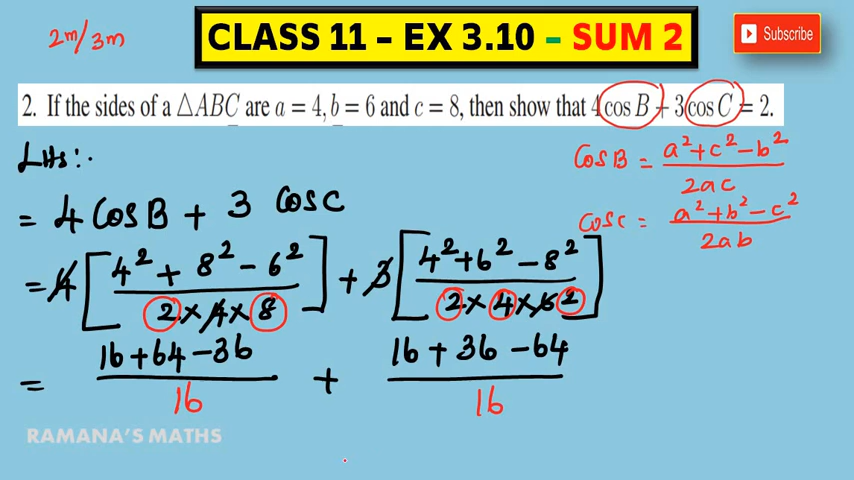 2m/3m
CLASS 11 – EX 3.10 – SUM 2
Subscribe
2. If the sides of a △ABC are a = 4, b = 6 and c = 8, then show that 4 cos B + 3 cos C = 2.
LHS :-
cos B = a² + c² - b² / 2ac
= 4 cos B + 3 cos C
cos C = a² + b² - c² / 2ab
= 4 [ 4² + 8² - 6² / 2 × 4 × 8 ] + 3 [ 4² + 6² - 8² / 2 × 4 × 6 2 ]
= 16 + 64 - 36 / 16 + 16 + 36 - 64 / 16
RAMANA'S MATHS